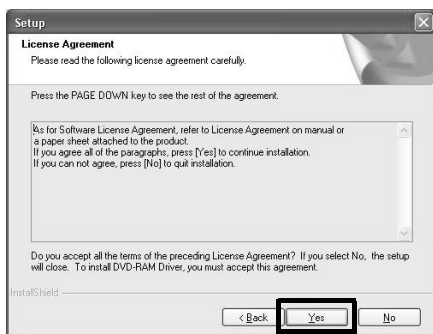 Setup
License Agreement
Please read the following license agreement carefully.
Press the PAGE DOWN key to see the rest of the agreement.
As for Software License Agreement, refer to License Agreement on manual or
a paper sheet attached to the product.
If you agree all of the paragraphs, press [Yes] to continue installation.
If you can not agree, press [No] to quit installation.
Do you accept all the terms of the preceding License Agreement? If you select No, the setup
will close. To install DVD-RAM Driver, you must accept this agreement.
InstallShield
< Back Yes No